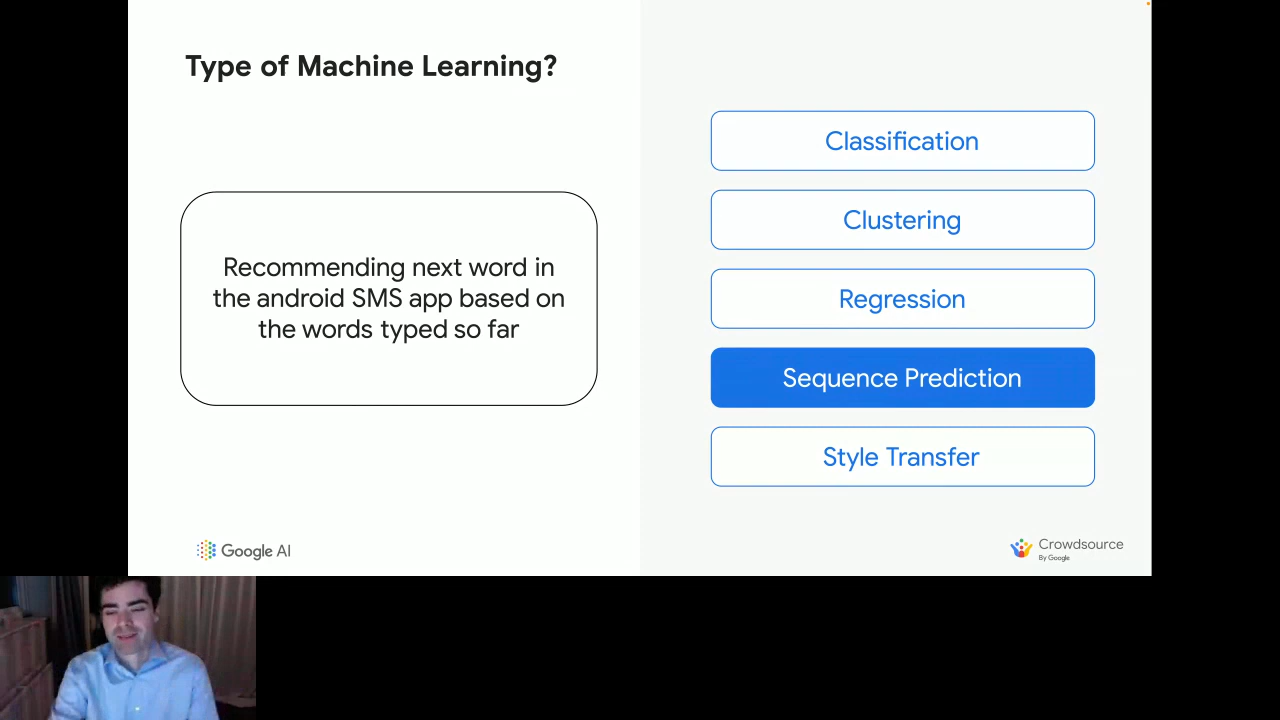 Type of Machine Learning?
Recommending next word in
the android SMS app based on
the words typed so far
Classification
Clustering
Regression
Sequence Prediction
Style Transfer
Google AI
Crowdsource
By Google